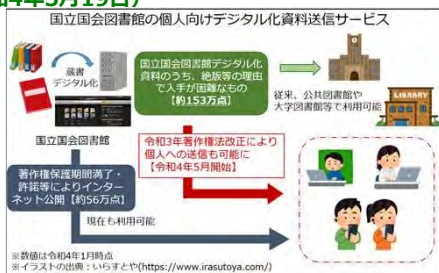 和4年5月19日）
国立国会図書館の個人向けデジタル化資料送信サービス
蔵書
デジタル化
国立国会図書館デジタル化
資料のうち、絶版等の理由
で入手が困難なもの
【約153万点】
従来、公共図書館や
大学図書館等で利用可能
LIBRARY
国立国会図書館
令和3年著作権法改正により
個人への送信も可能に
【令和4年5月開始】
著作権保護期間満了・
許諾等によりインター
ネット公開【約56万点】
現在も利用可能
※数値は令和4年1月時点
※イラストの出典：いらすとや(https://www.irasutoya.com/)